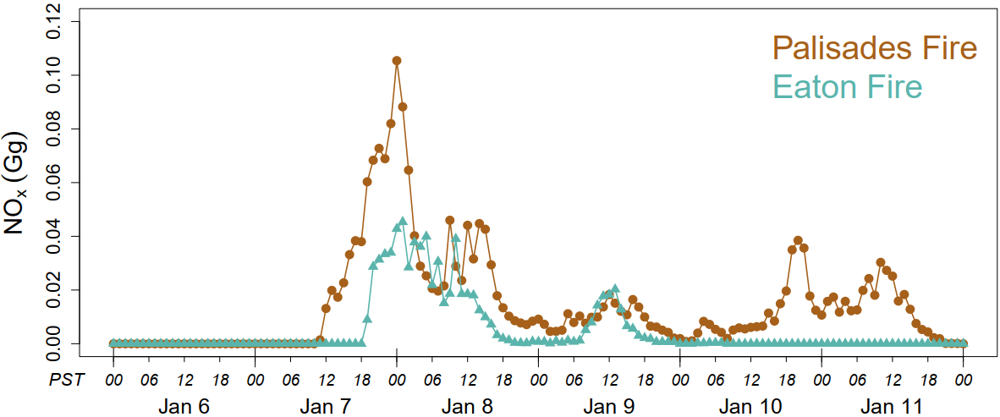 0.12
0.10
0.08
0.06
0.04
0.02
0.00
NOx (Gg)
Palisades Fire
Eaton Fire
PST 00 06 12 18 00 06 12 18 00 06 12 18 00 06 12 18 00 06 12 18 00 06 12 18 00
Jan 6 Jan 7 Jan 8 Jan 9 Jan 10 Jan 11